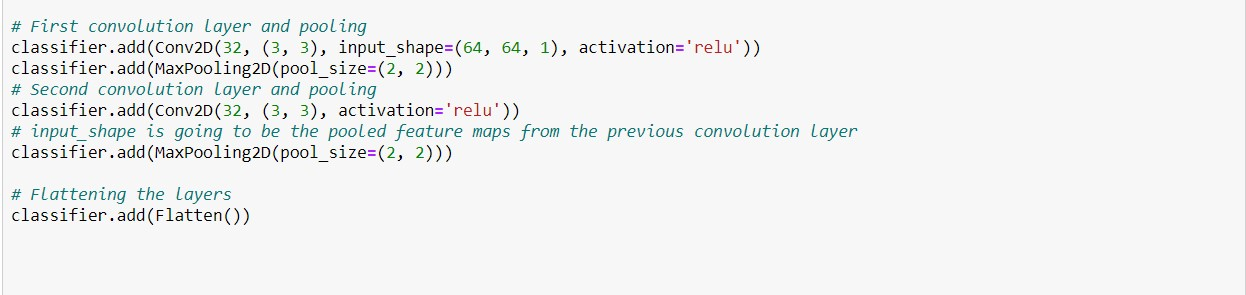 # First convolution layer and pooling
classifier.add(Conv2D(32, (3, 3), input_shape=(64, 64, 1), activation='relu'))
classifier.add(MaxPooling2D(pool_size=(2, 2)))
# Second convolution layer and pooling
classifier.add(Conv2D(32, (3, 3), activation='relu'))
# input_shape is going to be the pooled feature maps from the previous convolution layer
classifier.add(MaxPooling2D(pool_size=(2, 2)))
# Flattening the layers
classifier.add(Flatten())